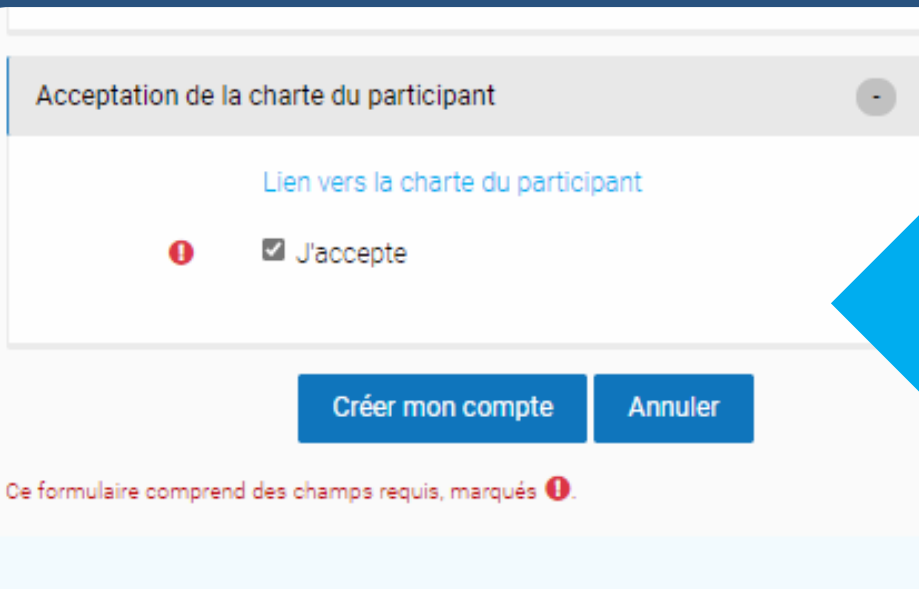 Acceptation de la charte du participant -
Lien vers la charte du participant
J'accepte
Créer mon compte Annuler
Ce formulaire comprend des champs requis, marqués !.